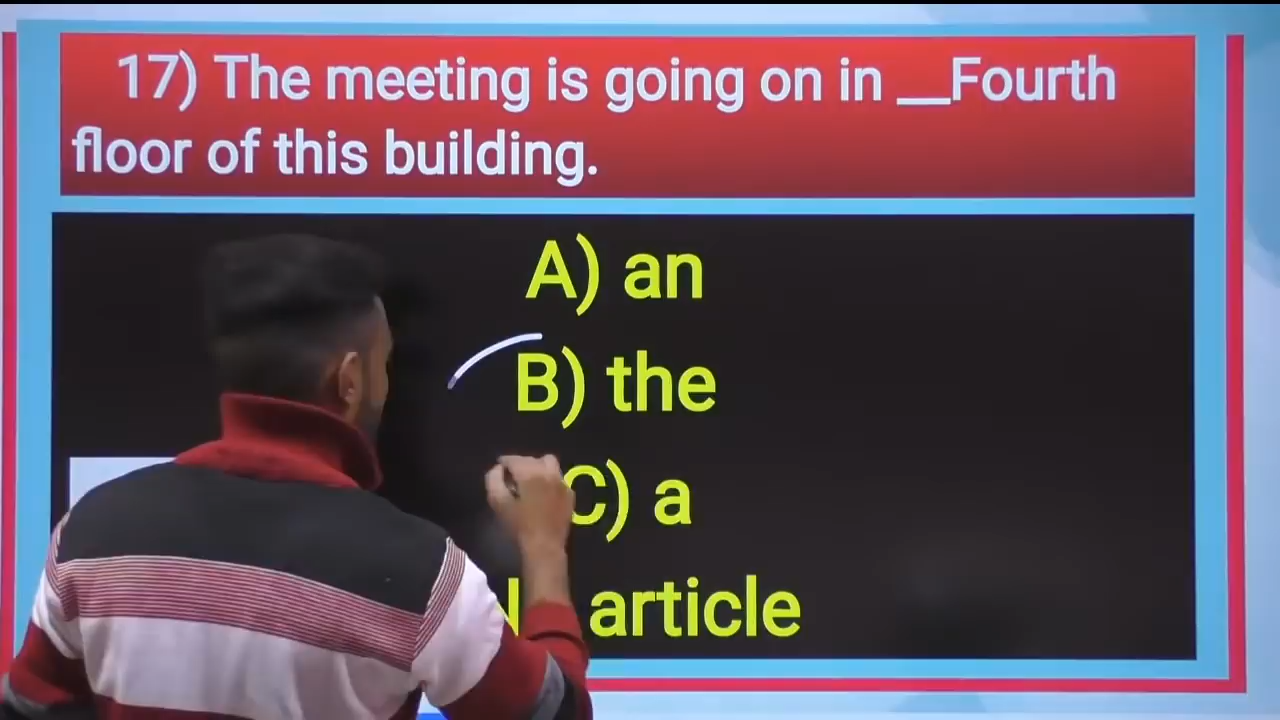 17) The meeting is going on in __Fourth
floor of this building.
A) an
B) the
C) a
article